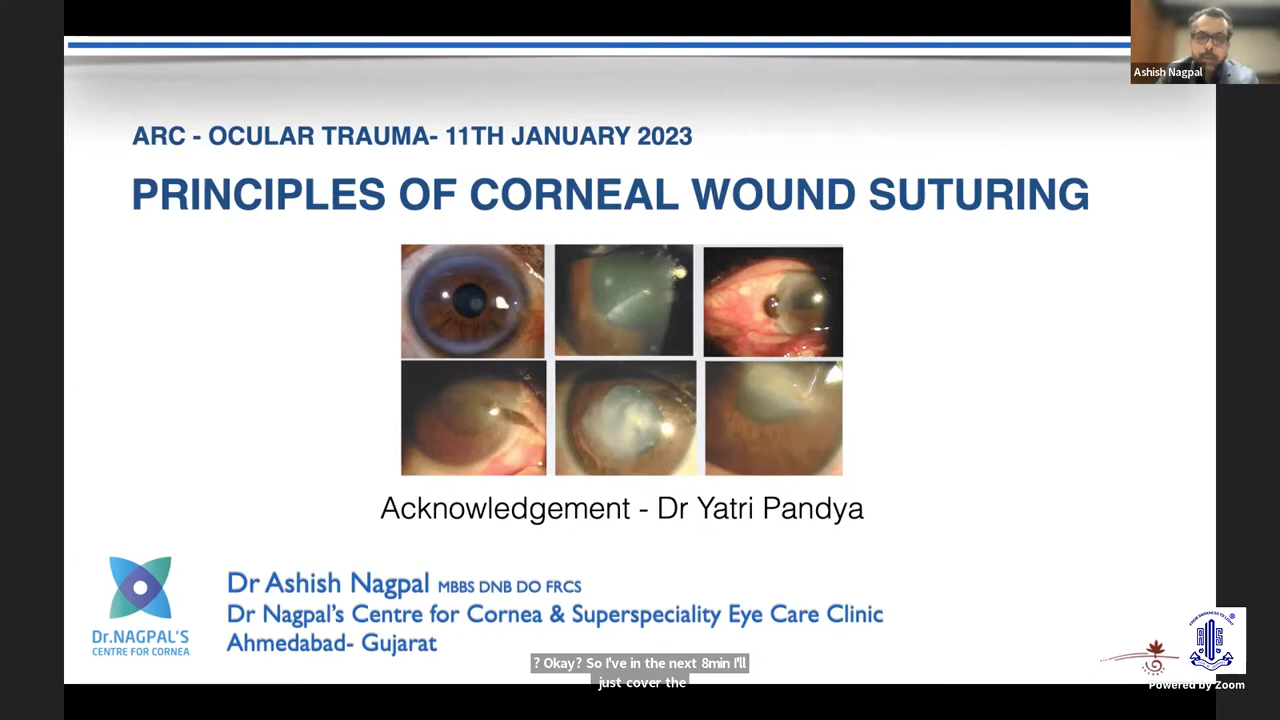 Ashish Nagpal
ARC - OCULAR TRAUMA- 11TH JANUARY 2023
PRINCIPLES OF CORNEAL WOUND SUTURING
Acknowledgement - Dr Yatri Pandya
Dr.NAGPAL'S
CENTRE FOR CORNEA
Dr Ashish Nagpal MBBS DNB DO FRCS
Dr Nagpal's Centre for Cornea & Superspeciality Eye Care Clinic
Ahmedabad- Gujarat
? Okay? So I've in the next 8min I'll
just cover the
Powered by Zoom